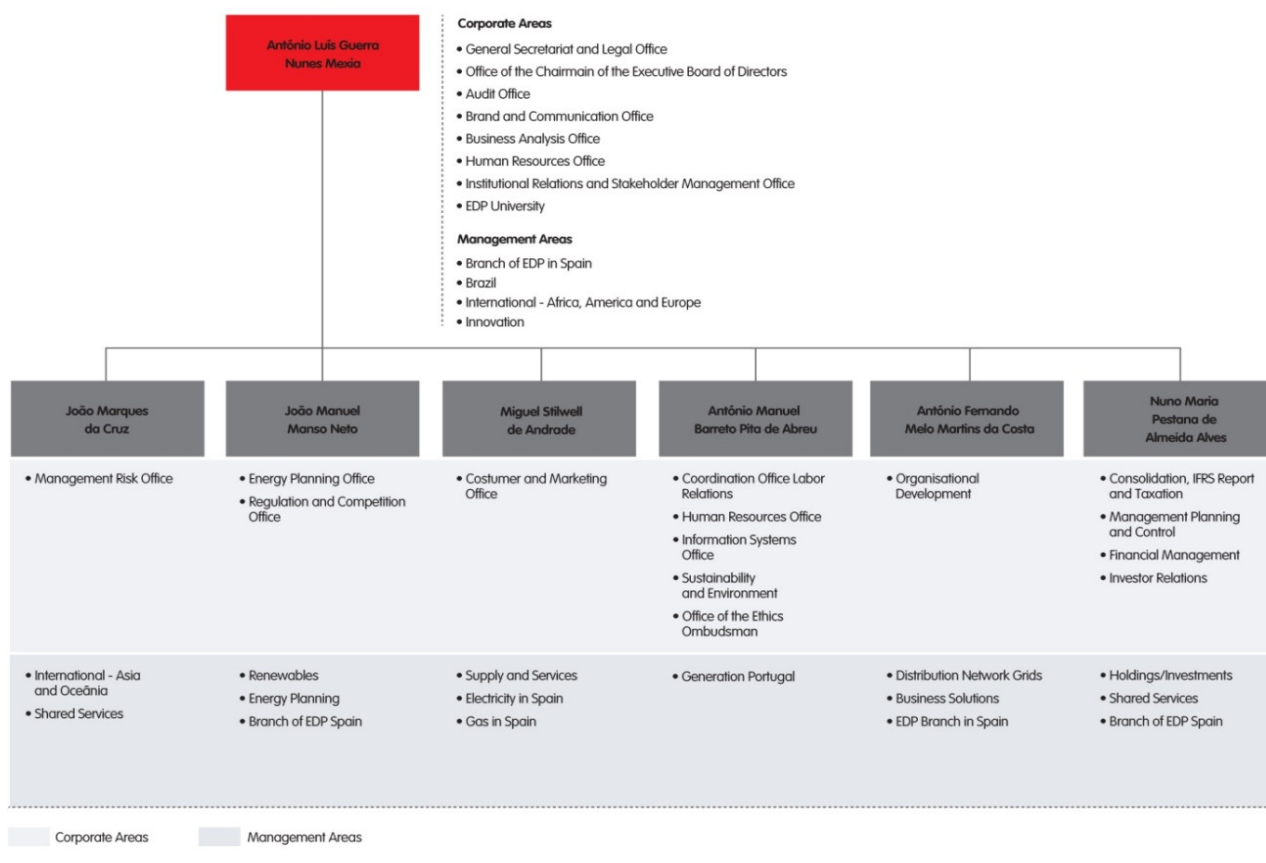 António Luís Guerra
Nunes Mexia
Corporate Areas
• General Secretariat and Legal Office
• Office of the Chairmain of the Executive Board of Directors
• Audit Office
• Brand and Communication Office
• Business Analysis Office
• Human Resources Office
• Institutional Relations and Stakeholder Management Office
• EDP University
Management Areas
• Branch of EDP in Spain
• Brazil
• International - Africa, America and Europe
• Innovation
João Marques
da Cruz
João Manuel
Manso Neto
Miguel Stilwell
de Andrade
António Manuel
Barreto Pita de Abreu
António Fernando
Melo Martins da Costa
Nuno Maria
Pestana de
Almeida Alves
• Management Risk Office
• Energy Planning Office
• Regulation and Competition
Office
• Costumer and Marketing
Office
• Coordination Office Labor
Relations
• Human Resources Office
• Information Systems
Office
• Sustainability
and Environment
• Office of the Ethics
Ombudsman
• Organisational
Development
• Consolidation, IFRS Report
and Taxation
• Management Planning
and Control
• Financial Management
• Investor Relations
• International - Asia
and Oceânia
• Shared Services
• Renewables
• Energy Planning
• Branch of EDP Spain
• Supply and Services
• Electricity in Spain
• Gas in Spain
• Generation Portugal
• Distribution Network Grids
• Business Solutions
• EDP Branch in Spain
• Holdings/Investments
• Shared Services
• Branch of EDP Spain
Corporate Areas
Management Areas